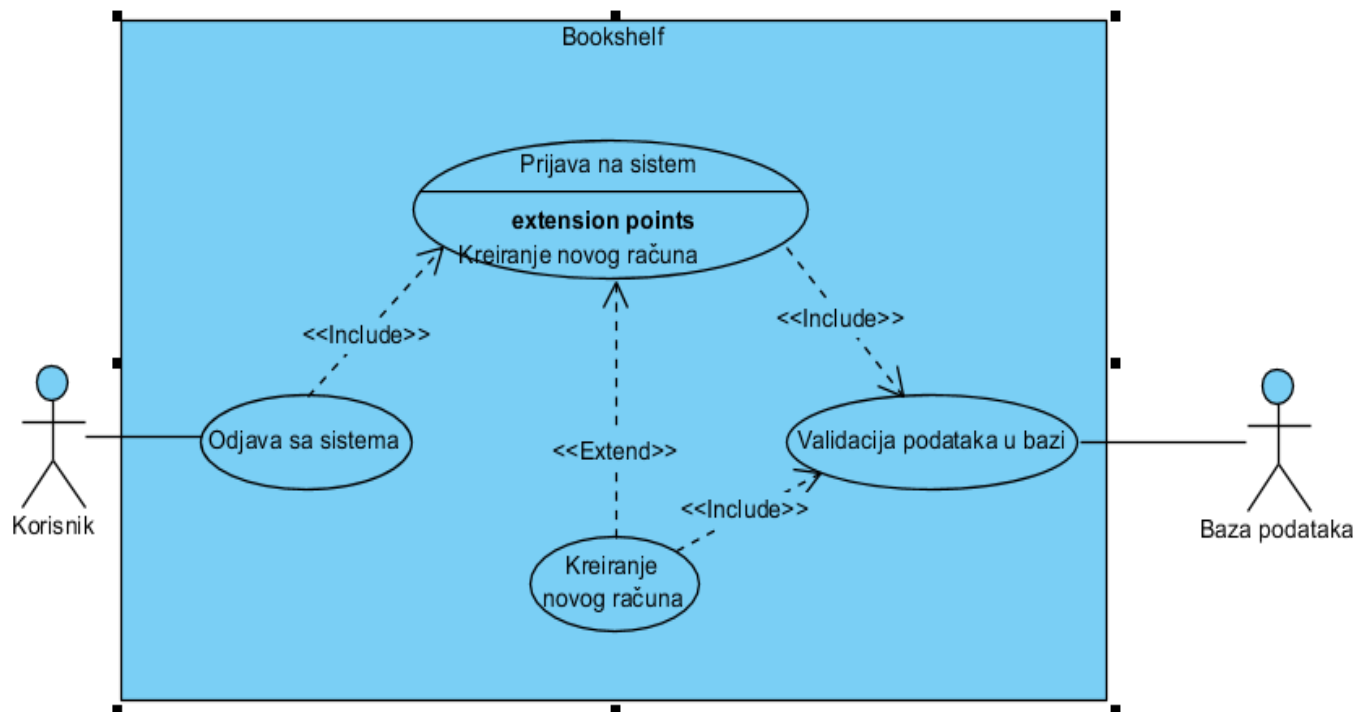 Bookshelf
Prijava na sistem
extension points
Kreiranje novog računa
<<Include>>
<<Include>>
Odjava sa sistema
<<Extend>>
Validacija podataka u bazi
<<Include>>
Korisnik
Baza podataka
Kreiranje
novog računa